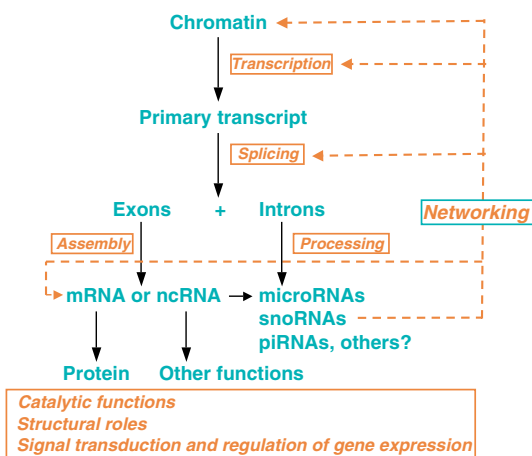 Chromatin
Transcription
Primary transcript
Splicing
Exons + Introns
Networking
Assembly Processing
mRNA or ncRNA microRNAs
snoRNAs
piRNAs, others?
Protein Other functions
Catalytic functions
Structural roles
Signal transduction and regulation of gene expression